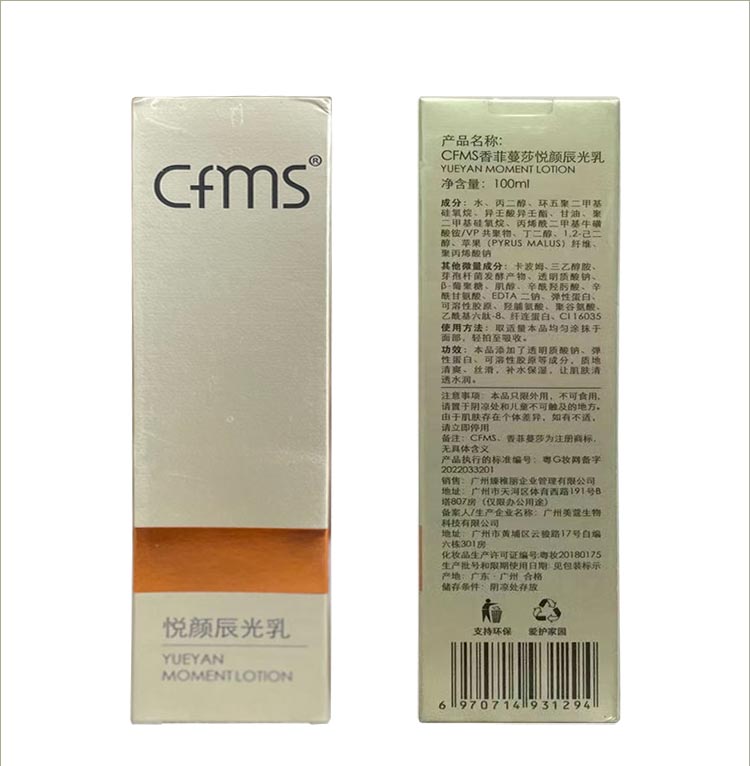 CFMS®
悦颜辰光乳
YUEYAN
MOMENT LOTION
产品名称:
CFMS香菲蔓莎悦颜辰光乳
YUEYAN MOMENT LOTION
净含量: 100ml
成分: 水、丙二醇、环五聚二甲基
硅氧烷、异壬酸异壬酯、甘油、聚
二甲基硅氧烷、丙烯酰二甲基牛磺
酸铵/VP 共聚物、丁二醇、1,2-己二
醇、苹果 (PYRUS MALUS) 纤维、
聚丙烯酸钠
其他微量成分: 卡波姆、三乙醇胺、
芽孢杆菌发酵产物、透明质酸钠、
β-葡聚糖、肌醇、辛酰羟肟酸、辛
酰甘氨酸、EDTA 二钠、弹性蛋白、
可溶性胶原、羟脯氨酸、聚谷氨酸、
乙酰基六肽-8、纤连蛋白、CI 16035
使用方法: 取适量本品均匀涂抹于
面部, 轻拍至吸收。
功效: 本品添加了透明质酸钠、弹
性蛋白、可溶性胶原等成分, 质地
清爽、丝滑, 补水保湿, 让肌肤清
透水润。
注意事项: 本品只限外用, 不可食用,
请置于阴凉处和儿童不可触及的地方。
由于肌肤存在个体差异, 如有不适,
请立即停用
备注: CFMS、香菲蔓莎为注册商标,
无具体含义
产品执行的标准编号: 粤G妆网备字
2022033201
销售: 广州臻稚丽企业管理有限公司
地址: 广州市天河区体育西路191号B
塔807房 (仅限办公用途)
备案人/生产企业名称: 广州美蔻生物
科技有限公司
地址: 广州市黄埔区云骏路17号自编
六栋301房
化妆品生产许可证编号:粤妆20180175
生产批号和限期使用日期: 见包装标示
产地: 广东·广州 合格
储存条件: 阴凉处存放
支持环保 爱护家园
6 970714 931294